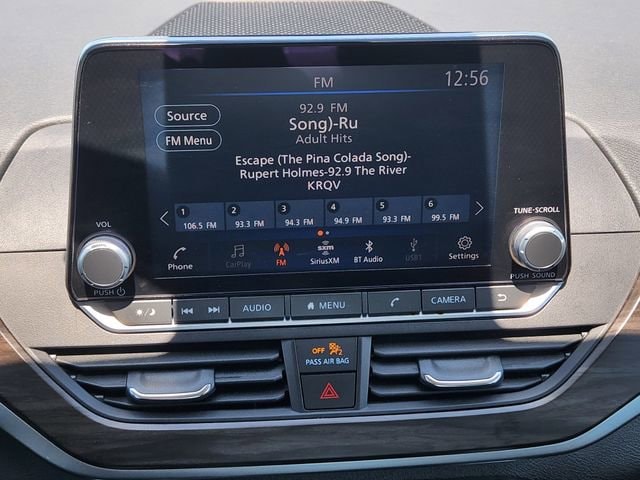 FM
12:56
Source
92.9 FM
Song)-Ru
FM Menu
Adult Hits
Escape (The Pina Colada Song)-
Rupert Holmes-92.9 The River
KRQV
1 106.5 FM
2 93.3 FM
3 94.3 FM
4 94.9 FM
5 93.3 FM
6 99.5 FM
VOL
TUNE·SCROLL
Phone
CarPlay
FM
sxm
SiriusXM
BT Audio
USB1
Settings
PUSH
PUSH SOUND
AUDIO
MENU
CAMERA
OFF
2
PASS AIR BAG